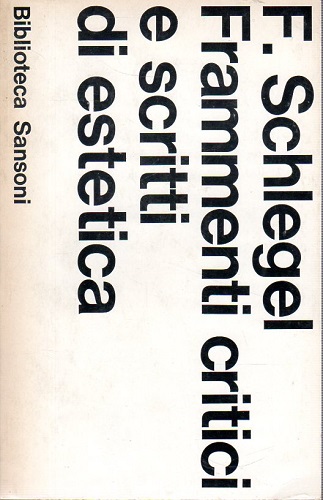 F. Schlegel
Frammenti critici
e scritti
di estetica
Biblioteca Sansoni